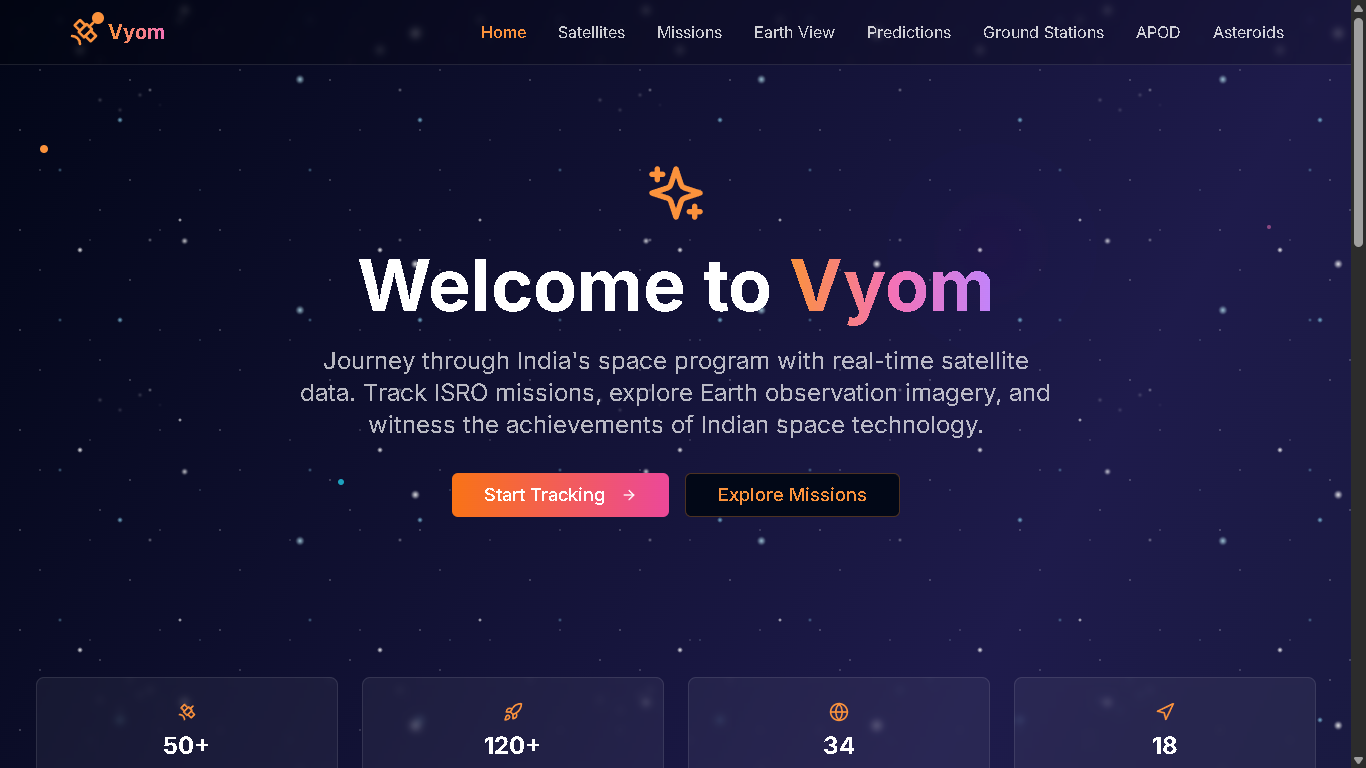 Vyom
Home Satellites Missions Earth View Predictions Ground Stations APOD Asteroids
Welcome to Vyom
Journey through India's space program with real-time satellite
data. Track ISRO missions, explore Earth observation imagery, and
witness the achievements of Indian space technology.
Start Tracking
Explore Missions
50+
120+
34
18